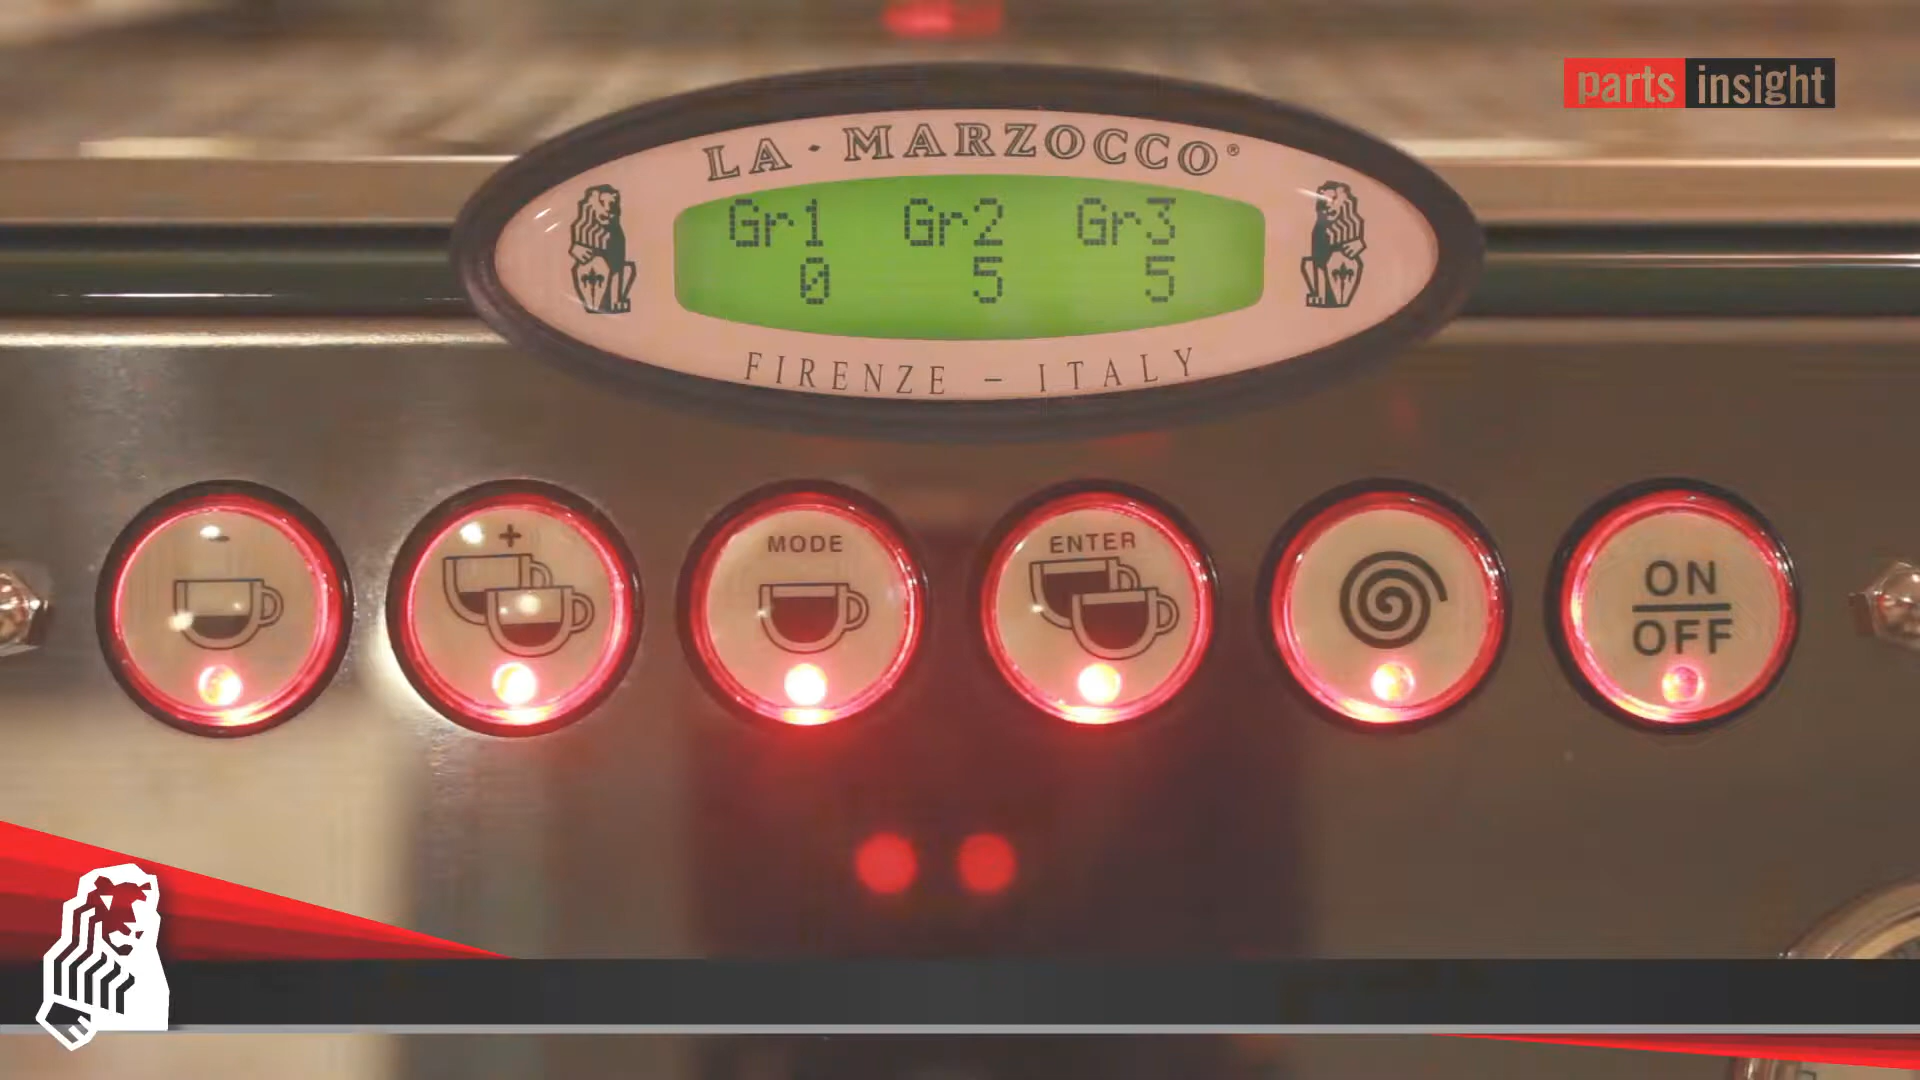 parts insight
LA · MARZOCCO®
Gr1 Gr2 Gr3
0 5 5
FIRENZE – ITALY
-
+
MODE
ENTER
ON
OFF